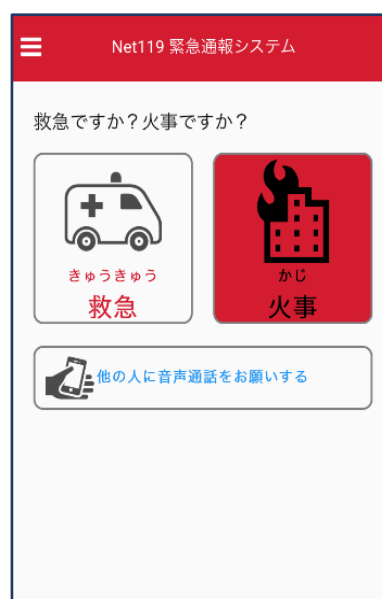 Net119 緊急通報システム
救急ですか？火事ですか？
きゅうきゅう
救急
かじ
火事
他の人に音声通話をお願いする